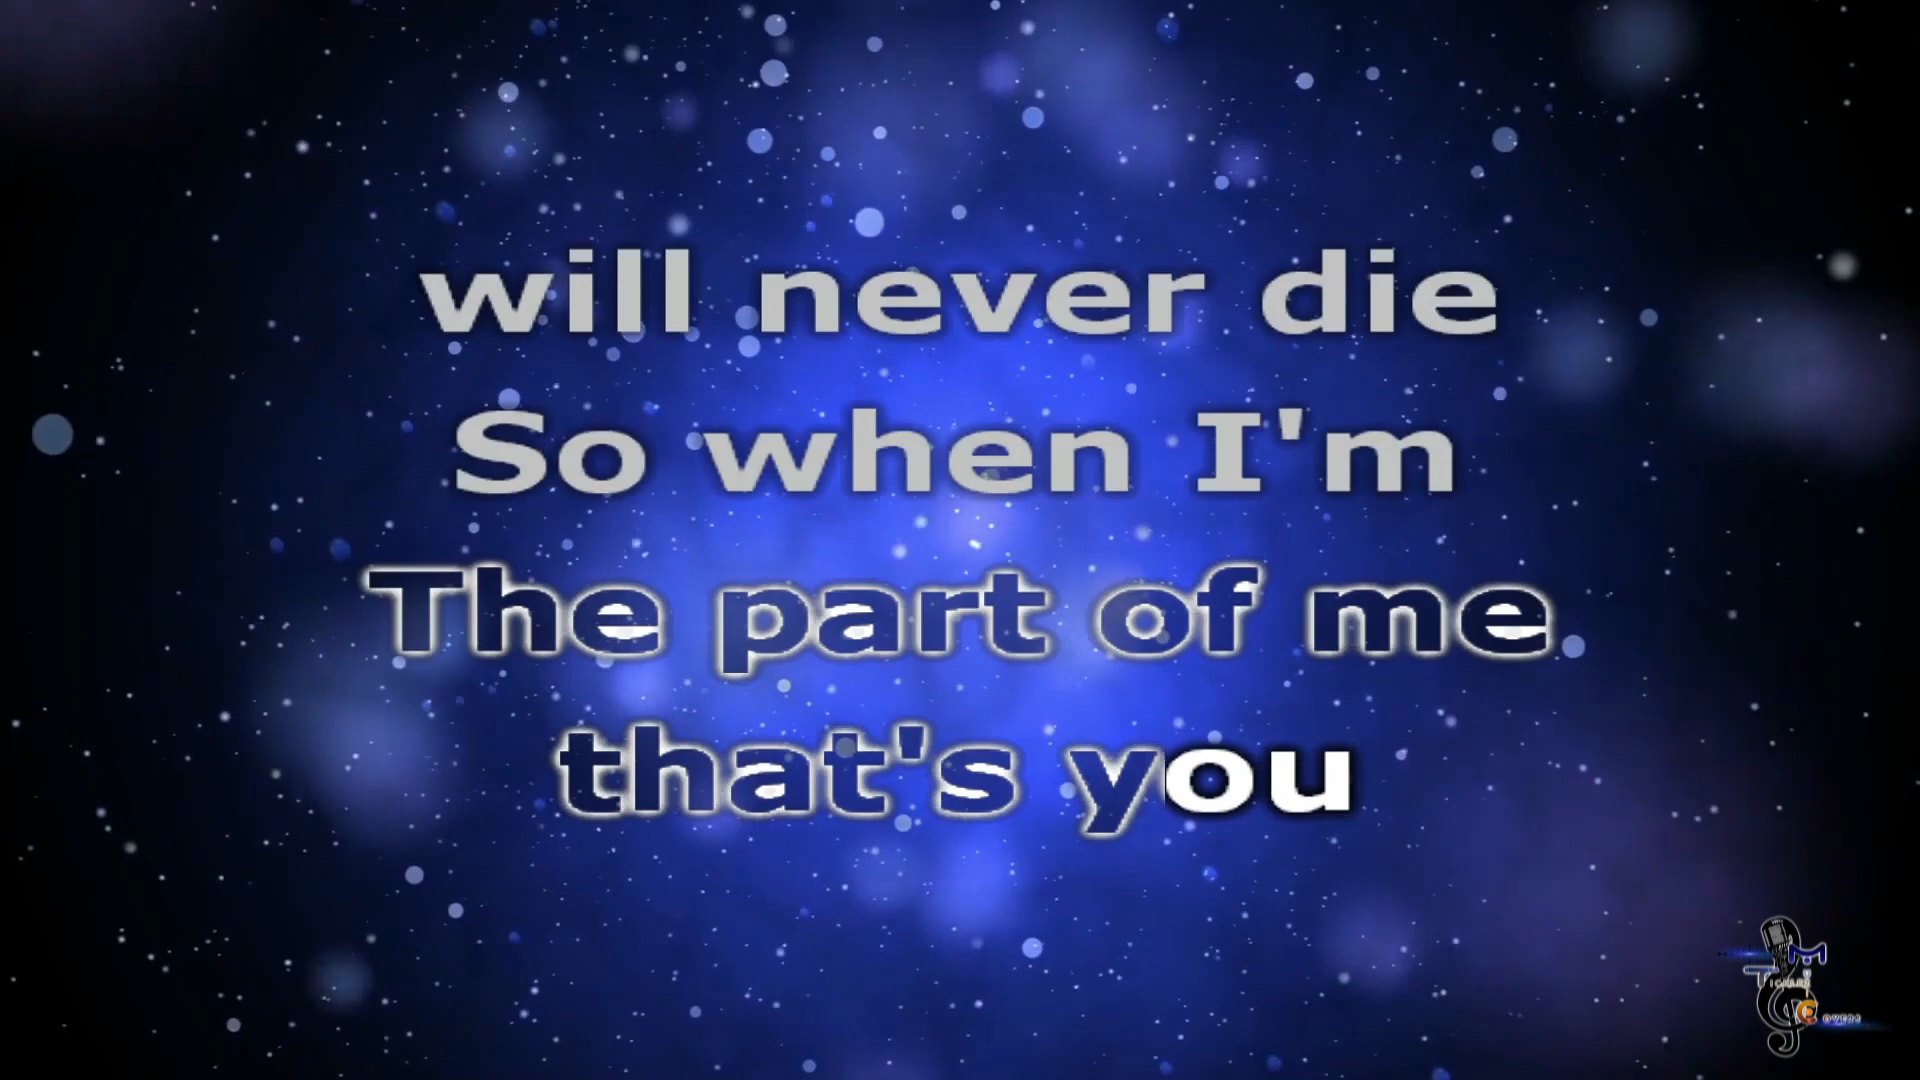 will never die
So when I'm
The part of me
that's you